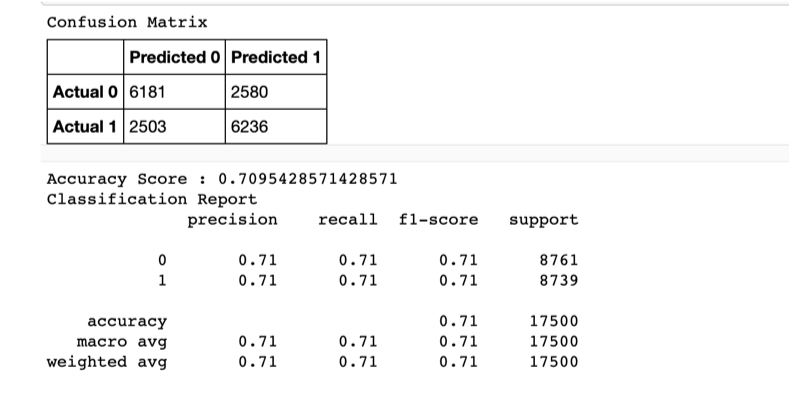 Confusion Matrix
Predicted 0 Predicted 1
Actual 0 6181 2580
Actual 1 2503 6236
Accuracy Score : 0.7095428571428571
Classification Report
precision recall f1-score support
0 0.71 0.71 0.71 8761
1 0.71 0.71 0.71 8739
accuracy 0.71 17500
macro avg 0.71 0.71 0.71 17500
weighted avg 0.71 0.71 0.71 17500